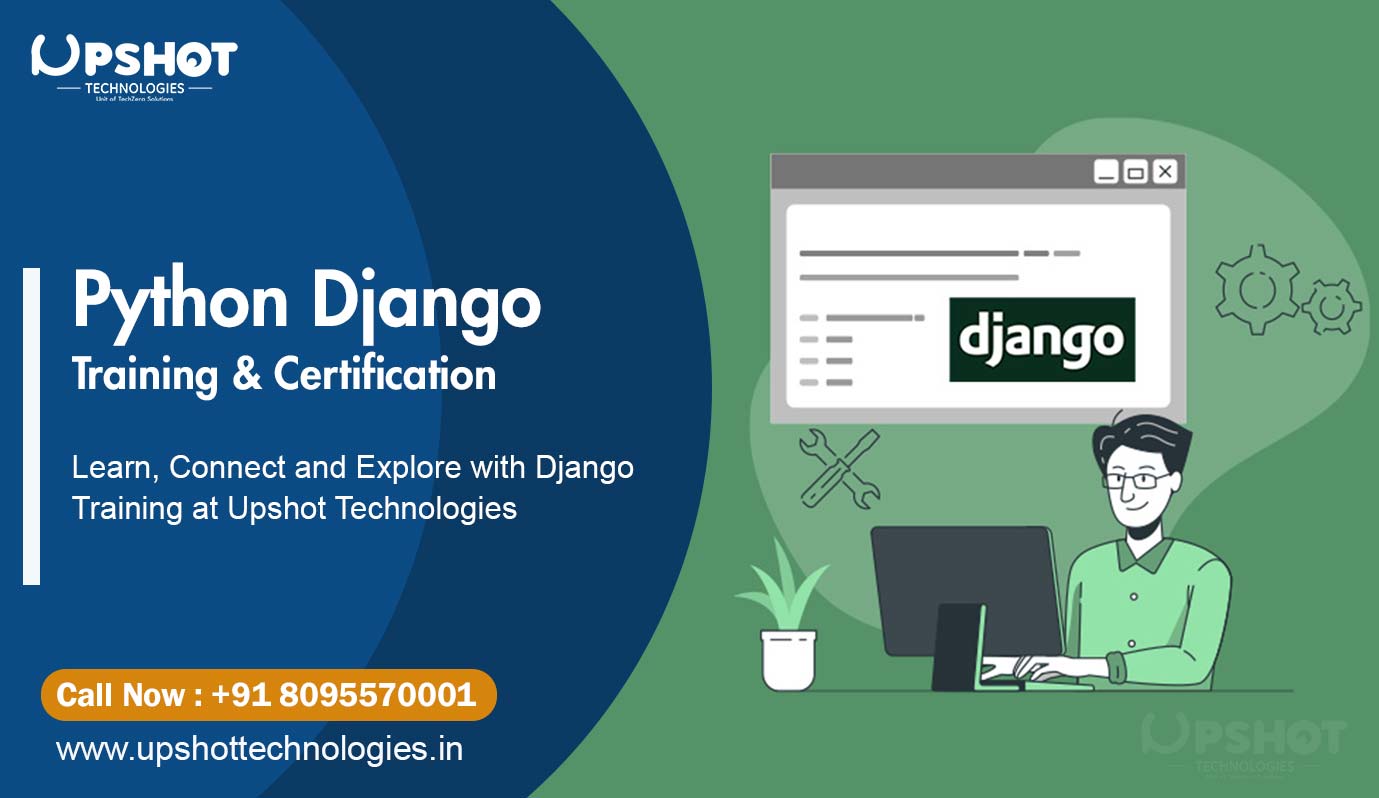 UPSHOT
TECHNOLOGIES
Unit of TechZero Solutions
Python Django
Training & Certification
Learn, Connect and Explore with Django
Training at Upshot Technologies
Call Now : +91 8095570001
www.upshottechnologies.in
django
UPSHOT
TECHNOLOGIES